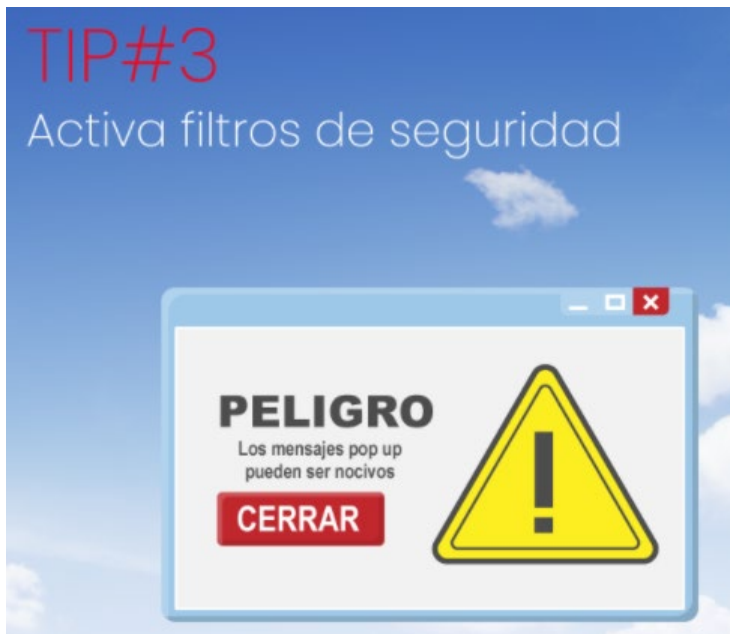 TIP#3
Activa filtros de seguridad
PELIGRO
Los mensajes pop up
pueden ser nocivos
CERRAR